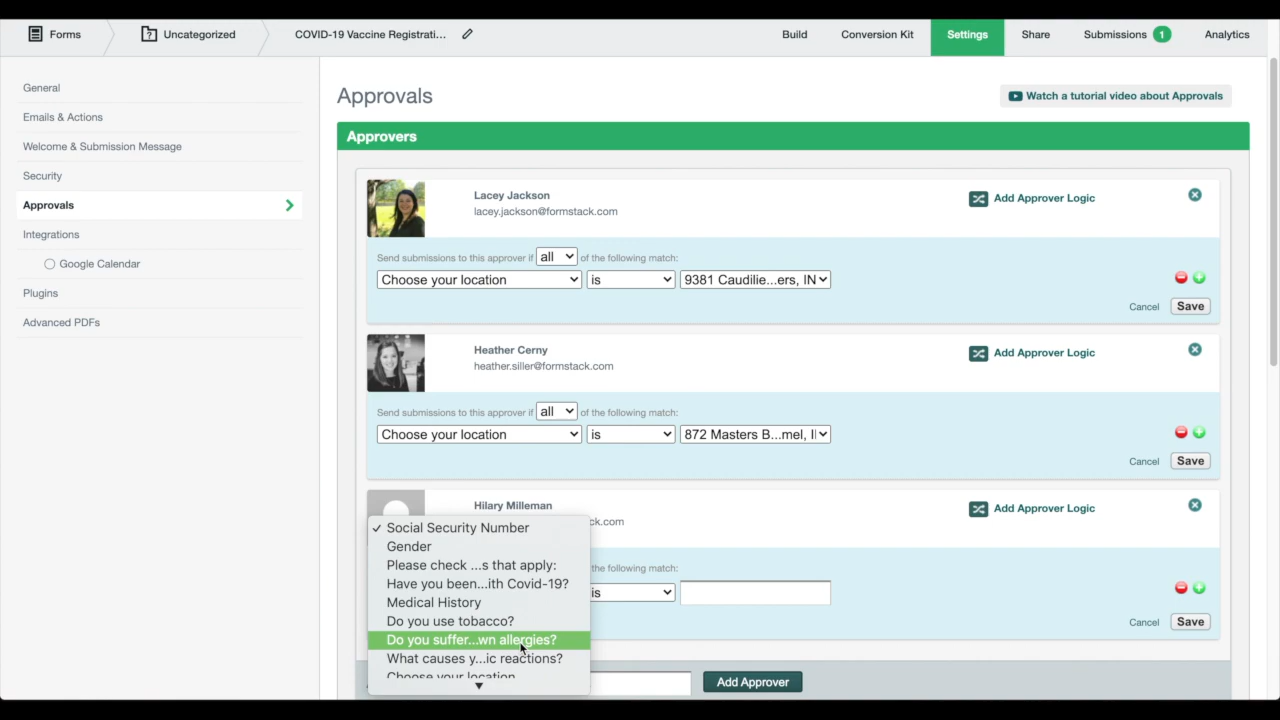 Forms
Uncategorized
COVID-19 Vaccine Registrati...
Build
Conversion Kit
Settings
Share
Submissions 1
Analytics
General
Emails & Actions
Welcome & Submission Message
Security
Approvals
Integrations
Google Calendar
Plugins
Advanced PDFs
Approvals
Watch a tutorial video about Approvals
Approvers
Lacey Jackson
lacey.jackson@formstack.com
Add Approver Logic
Send submissions to this approver if all of the following match:
Choose your location is 9381 Caudilie...ers, IN
Cancel Save
Heather Cerny
heather.siller@formstack.com
Add Approver Logic
Send submissions to this approver if all of the following match:
Choose your location is 872 Masters B...mel, I
Cancel Save
Hilary Milleman
ck.com
Add Approver Logic
the following match:
is
Cancel Save
✓ Social Security Number
Gender
Please check ...s that apply:
Have you been...ith Covid-19?
Medical History
Do you use tobacco?
Do you suffer...wn allergies?
What causes y...ic reactions?
Choose your location
Add Approver